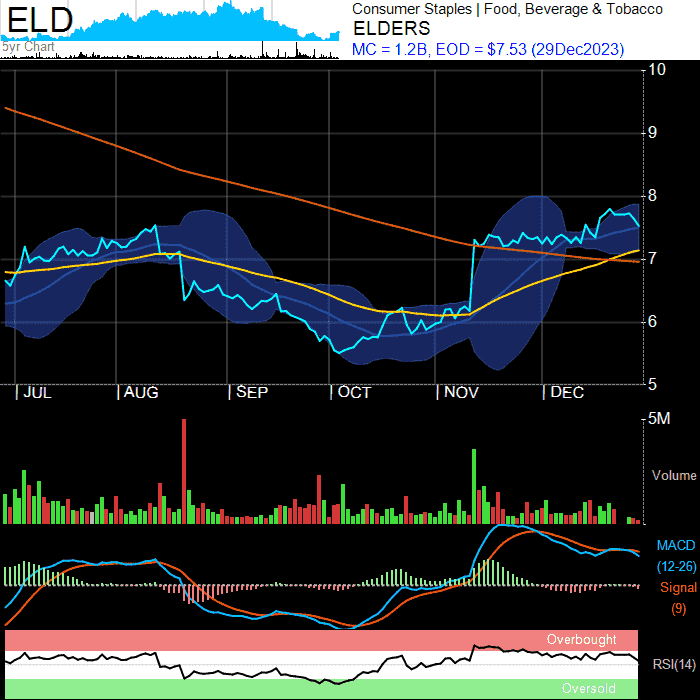 ELD
5yr Chart
Consumer Staples | Food, Beverage & Tobacco
ELDERS
MC = 1.2B, EOD = $7.53 (29Dec2023)
10
9
8
7
6
5
| JUL | AUG | SEP | OCT | NOV | DEC
5M
Volume
MACD
(12-26)
Signal
(9)
Overbought
RSI(14)
Oversold